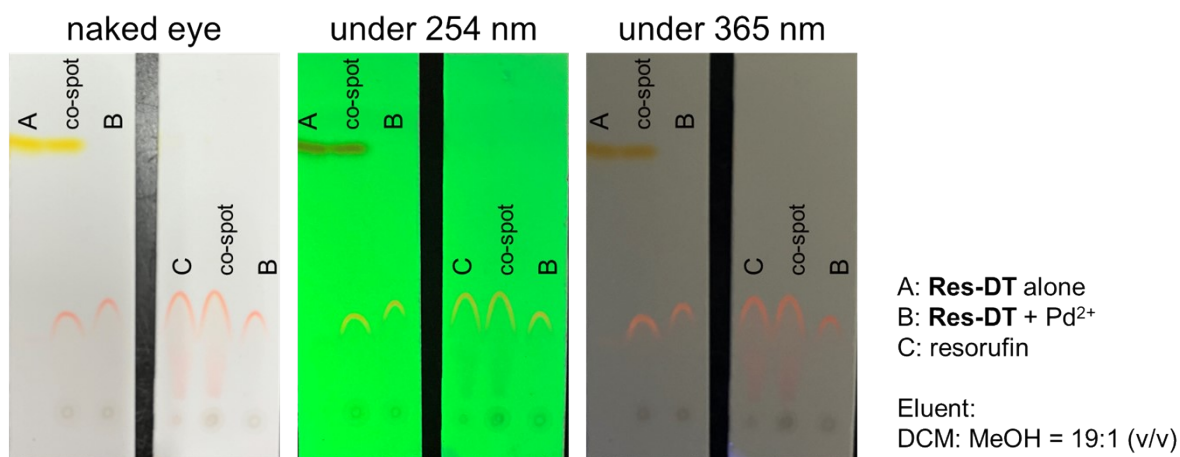 naked eye
under 254 nm
under 365 nm
A
co-spot
B
C
co-spot
B
A
co-spot
B
C
co-spot
B
A
co-spot
B
C
co-spot
B
A: Res-DT alone
B: Res-DT + Pd²⁺
C: resorufin
Eluent:
DCM: MeOH = 19:1 (v/v)